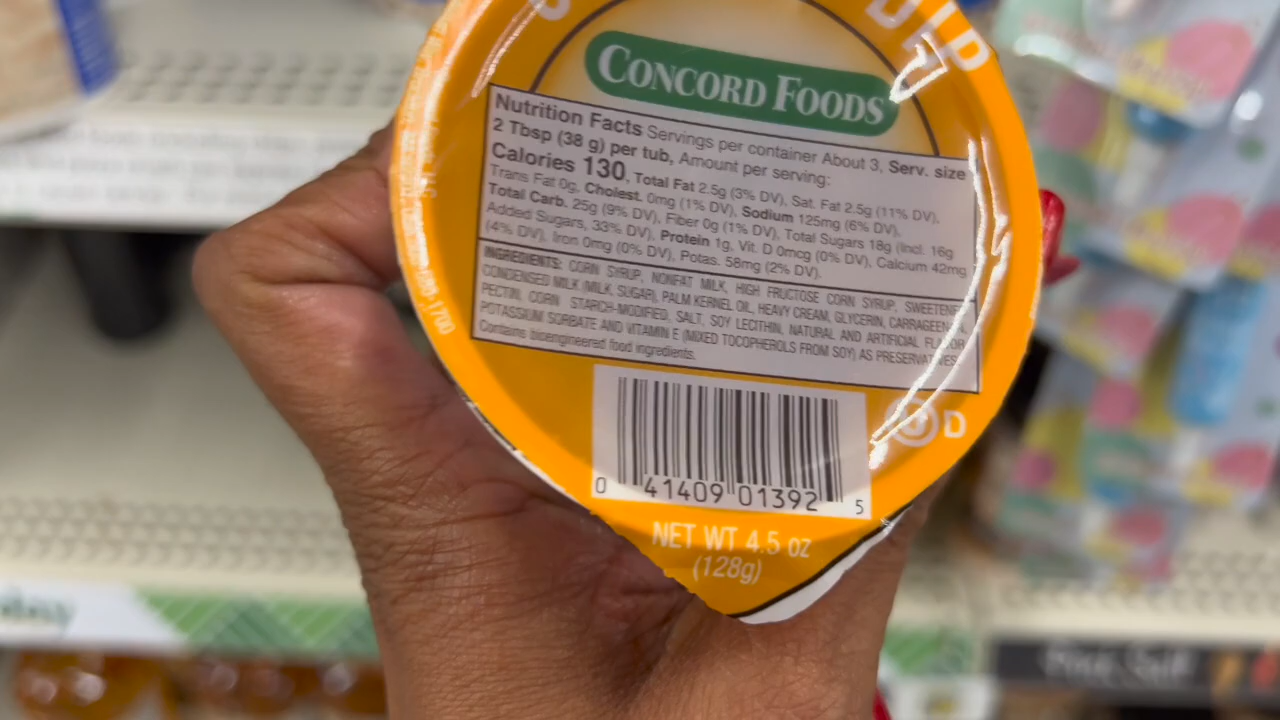 CONCORD FOODS
Nutrition Facts Servings per container About 3, Serv. size
2 Tbsp (38 g) per tub, Amount per serving:
Calories 130, Total Fat 2.5g (3% DV), Sat. Fat 2.5g (11% DV),
Trans Fat 0g, Cholest. 0mg (1% DV), Sodium 125mg (6% DV),
Total Carb. 25g (9% DV), Fiber 0g (1% DV), Total Sugars 18g (Incl. 16g
Added Sugars, 33% DV), Protein 1g, Vit. D 0mcg (0% DV), Calcium 42mg
(4% DV), Iron 0mg (0% DV), Potas. 58mg (2% DV).
INGREDIENTS: CORN SYRUP, NONFAT MILK, HIGH FRUCTOSE CORN SYRUP, SWEETENED
CONDENSED MILK (MILK, SUGAR), PALM KERNEL OIL, HEAVY CREAM, GLYCERIN, CARRAGEENAN,
PECTIN, CORN STARCH-MODIFIED, SALT, SOY LECITHIN, NATURAL AND ARTIFICIAL FLAVOR,
POTASSIUM SORBATE AND VITAMIN E (MIXED TOCOPHEROLS FROM SOY) AS PRESERVATIVES.
Contains bioengineered food ingredients.
U D
0 41409 01392 5
NET WT 4.5 oz
(128g)